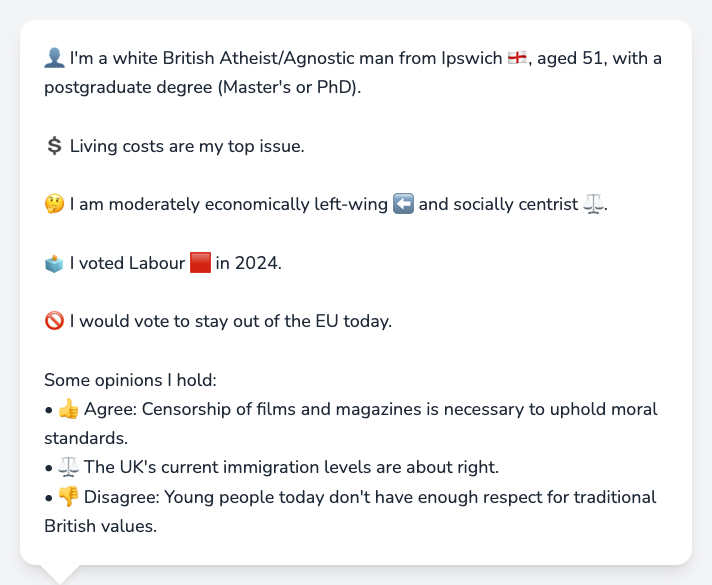 👤 I'm a white British Atheist/Agnostic man from Ipswich 🏴󠁧󠁢󠁥󠁮󠁧󠁿, aged 51, with a
postgraduate degree (Master's or PhD).
💲 Living costs are my top issue.
🤔 I am moderately economically left-wing ⬅️ and socially centrist ⚖️.
🗳️ I voted Labour 🟥 in 2024.
🚫 I would vote to stay out of the EU today.
Some opinions I hold:
• 👍 Agree: Censorship of films and magazines is necessary to uphold moral
standards.
• ⚖️ The UK's current immigration levels are about right.
• 👎 Disagree: Young people today don't have enough respect for traditional
British values.